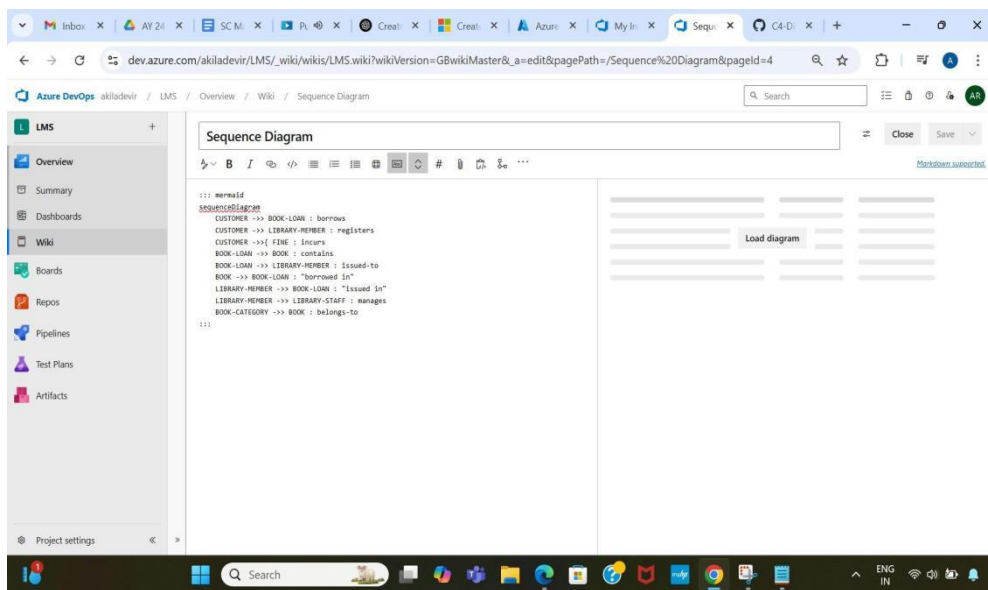 Inbox
AY 24
SC M
Creat
Creat
Azure
My In
Sequ
C4-Di
dev.azure.com/akiladevir/LMS/_wiki/wikis/LMS.wiki?wikiVersion=GBwikiMaster&_a=edit&pagePath=/Sequence%20Diagram&pageId=4
A
Azure DevOps akiladevir / LMS / Overview / Wiki / Sequence Diagram
Search
AR
L LMS +
Sequence Diagram
Close Save
Overview
B I </> #
Markdown supported.
Summary
Dashboards
Wiki
Boards
Repos
Pipelines
Test Plans
Artifacts
::: mermaid
sequenceDiagram
CUSTOMER ->> BOOK-LOAN : borrows
CUSTOMER ->> LIBRARY-MEMBER : registers
CUSTOMER ->>{ FINE : incurs
BOOK-LOAN ->> BOOK : contains
BOOK-LOAN ->> LIBRARY-MEMBER : issued-to
BOOK ->> BOOK-LOAN : "borrowed in"
LIBRARY-MEMBER ->> BOOK-LOAN : "issued in"
LIBRARY-MEMBER ->> LIBRARY-STAFF : manages
BOOK-CATEGORY ->> BOOK : belongs-to
:::
Load diagram
Project settings
1
Search
ENG
IN